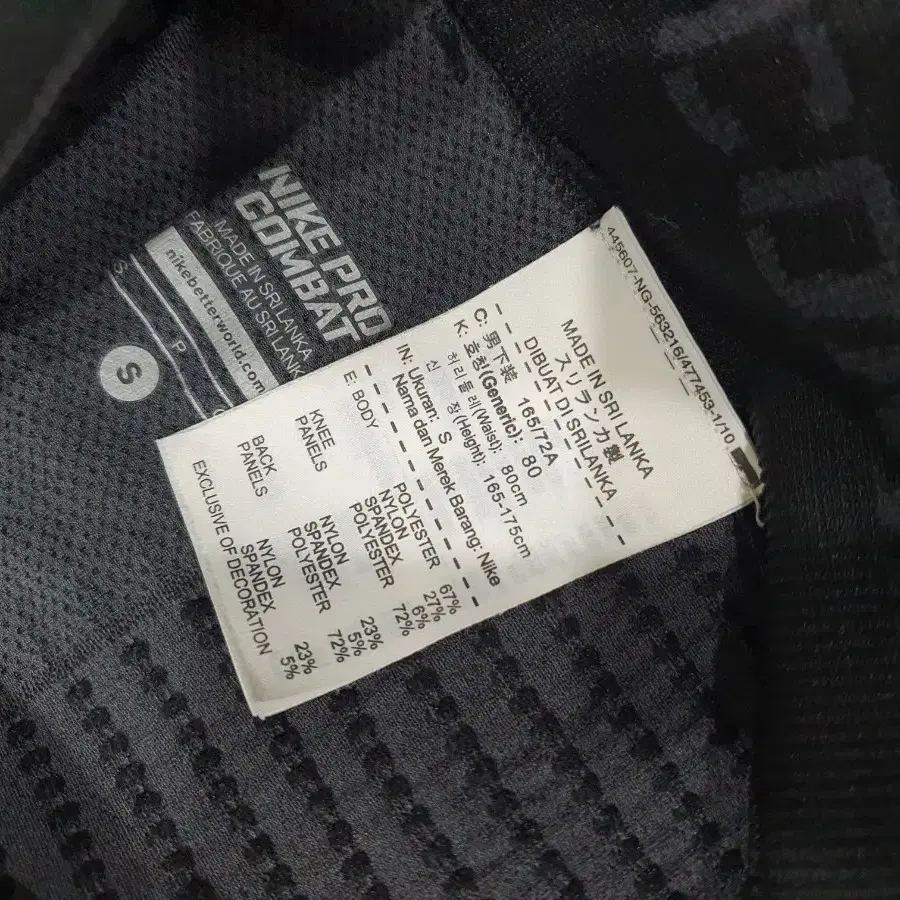 NIKE PRO
COMBAT
MADE IN SRI LANKA
FABRIQUE AU SRI LANK
nikebetterworld.com
S
P
S
445607-NG-563216/477453-1/10
MADE IN SRI LANKA
スリランカ製
DIBUAT DI SRILANKA
C: 男下装 165/72A
K: 호칭(Generic): 80
허리둘레(Waist): 80cm
신 장(Height): 165-175cm
IN: Ukuran: S
Nama dan Merek Barang: Nike
E: BODY POLYESTER 67%
NYLON 27%
SPANDEX 6%
KNEE PANELS POLYESTER 72%
NYLON 23%
SPANDEX 5%
BACK PANELS POLYESTER 72%
NYLON 23%
SPANDEX 5%
EXCLUSIVE OF DECORATION